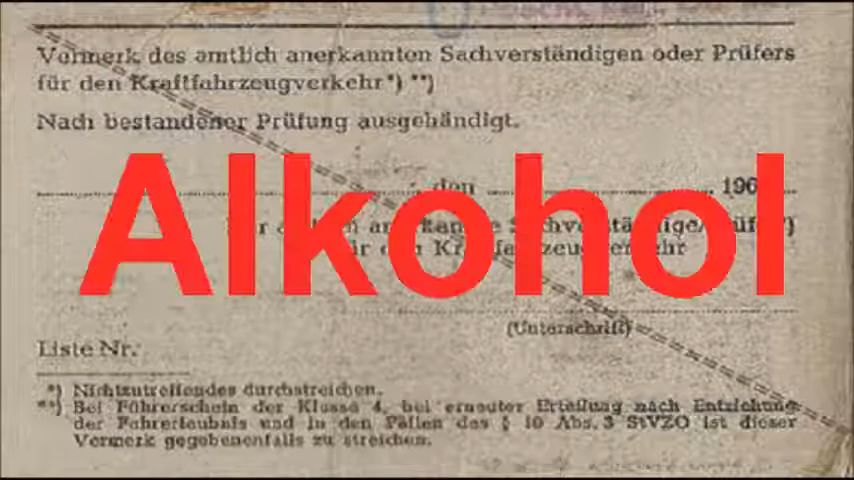 Vermerk des amtlich anerkannten Sachverständigen oder Prüfers
für den Kraftfahrzeugverkehr*) **)
Nach bestandener Prüfung ausgehändigt.
, den 196
Alkohol
(Unterschrift)
Liste Nr.
*) Nichtzutreffendes durchstreichen.
**) Bei Führerschein der Klasse 4, bei erneuter Erteilung nach Entziehung
der Fahrerlaubnis und in den Fällen des § 10 Abs. 3 StVZO ist dieser
Vermerk gegebenenfalls zu streichen.